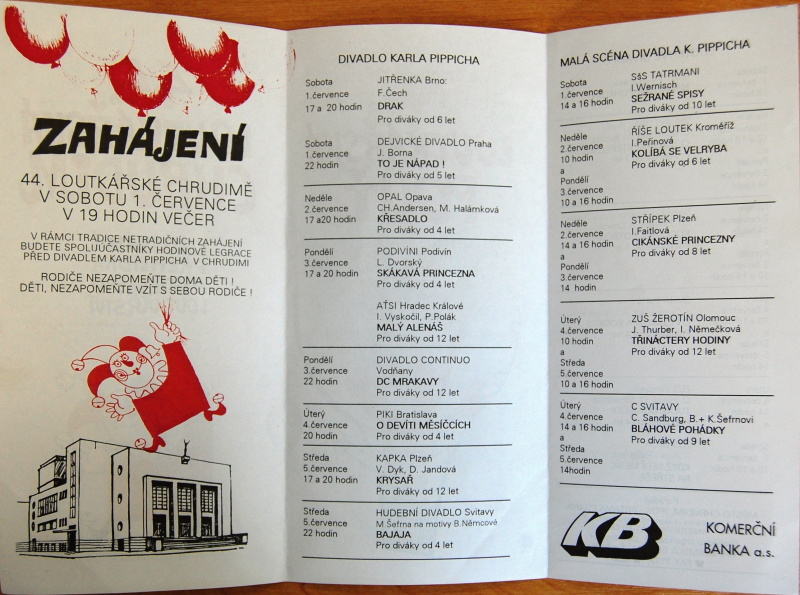 ZAHÁJENÍ
44. LOUTKÁŘSKÉ CHRUDIMĚ
V SOBOTU 1. ČERVENCE
V 19 HODIN VEČER
V RÁMCI TRADICE NETRADIČNÍCH ZAHÁJENÍ
BUDETE SPOLUÚČASTNÍKY HODINOVÉ LEGRACE
PŘED DIVADLEM KARLA PIPPICHA V CHRUDIMI
RODIČE NEZAPOMEŇTE DOMA DĚTI !
DĚTI, NEZAPOMEŇTE VZÍT S SEBOU RODIČE !
DIVADLO KARLA PIPPICHA
Sobota JITŘENKA Brno:
1.července F.Čech
17 a 20 hodin DRAK
Pro diváky od 6 let
Sobota DEJVICKÉ DIVADLO Praha
1.července J. Borna
22 hodin TO JE NÁPAD !
Pro diváky od 5 let
Neděle OPAL Opava
2.července CH.Andersen, M. Halámková
17 a20 hodin KŘESADLO
Pro diváky od 4 let
Pondělí PODIVÍNI Podivín
3.července L. Dvorský
17 a 20 hodin SKÁKAVÁ PRINCEZNA
Pro diváky od 4 let
AŤSI Hradec Králové
I. Vyskočil, P.Polák
MALÝ ALENÁŠ
Pro diváky od 12 let
Pondělí DIVADLO CONTINUO
3.července Vodňany
22 hodin DC MRAKAVY
Pro diváky od 12 let
Úterý PIKI Bratislava
4.července O DEVÍTI MĚSÍČCÍCH
20 hodin Pro diváky od 4 let
Středa KAPKA Plzeň
5.července V. Dyk, D. Jandová
17 a 20 hodin KRYSAŘ
Pro diváky od 12 let
Středa HUDEBNÍ DIVADLO Svitavy
5.července M.Šefrna na motivy B.Němcové
22 hodin BAJAJA
Pro diváky od 4 let
MALÁ SCÉNA DIVADLA K. PIPPICHA
Sobota SšS TATRMANI
1.července I.Wernisch
14 a 16 hodin SEŽRANÉ SPISY
Pro diváky od 10 let
Neděle ŘÍŠE LOUTEK Kroměříž
2.července I.Peřinová
10 hodin KOLÍBÁ SE VELRYBA
a Pro diváky od 6 let
Pondělí
3.července
10 a 16 hodin
Neděle STŘÍPEK Plzeň
2.července I.Faitlová
14 a 16 hodin CIKÁNSKÉ PRINCEZNY
a Pro diváky od 8 let
Pondělí
3.července
14 hodin
Úterý ZUŠ ŽEROTÍN Olomouc
4.července J. Thurber, I. Němečková
10 hodin TŘINÁCTERY HODINY
a Pro diváky od 12 let
Středa
5.července
10 a 16 hodin
Úterý C SVITAVY
4.července C. Sandburg, B.+ K.Šefrnovi
14 a 16 hodin BLÁHOVÉ POHÁDKY
a Pro diváky od 9 let
Středa
5.července
14hodin
KB KOMERČNÍ
BANKA a.s.